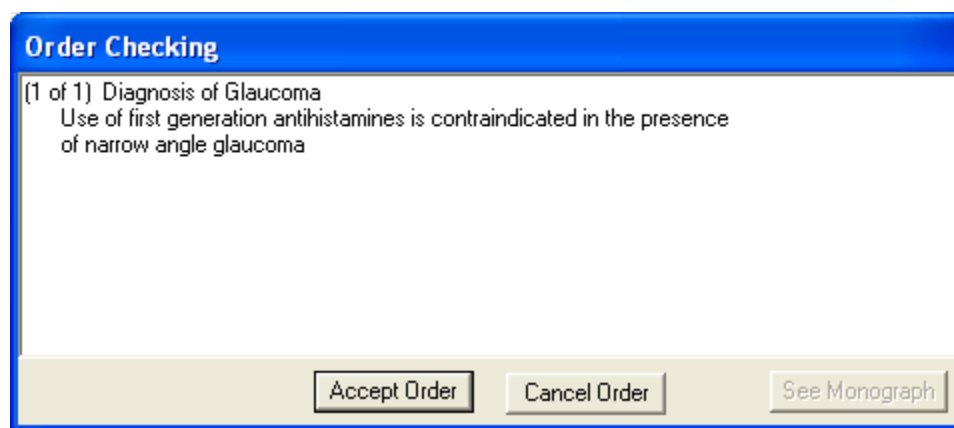 Order Checking
(1 of 1) Diagnosis of Glaucoma
Use of first generation antihistamines is contraindicated in the presence
of narrow angle glaucoma
Accept Order
Cancel Order
See Monograph